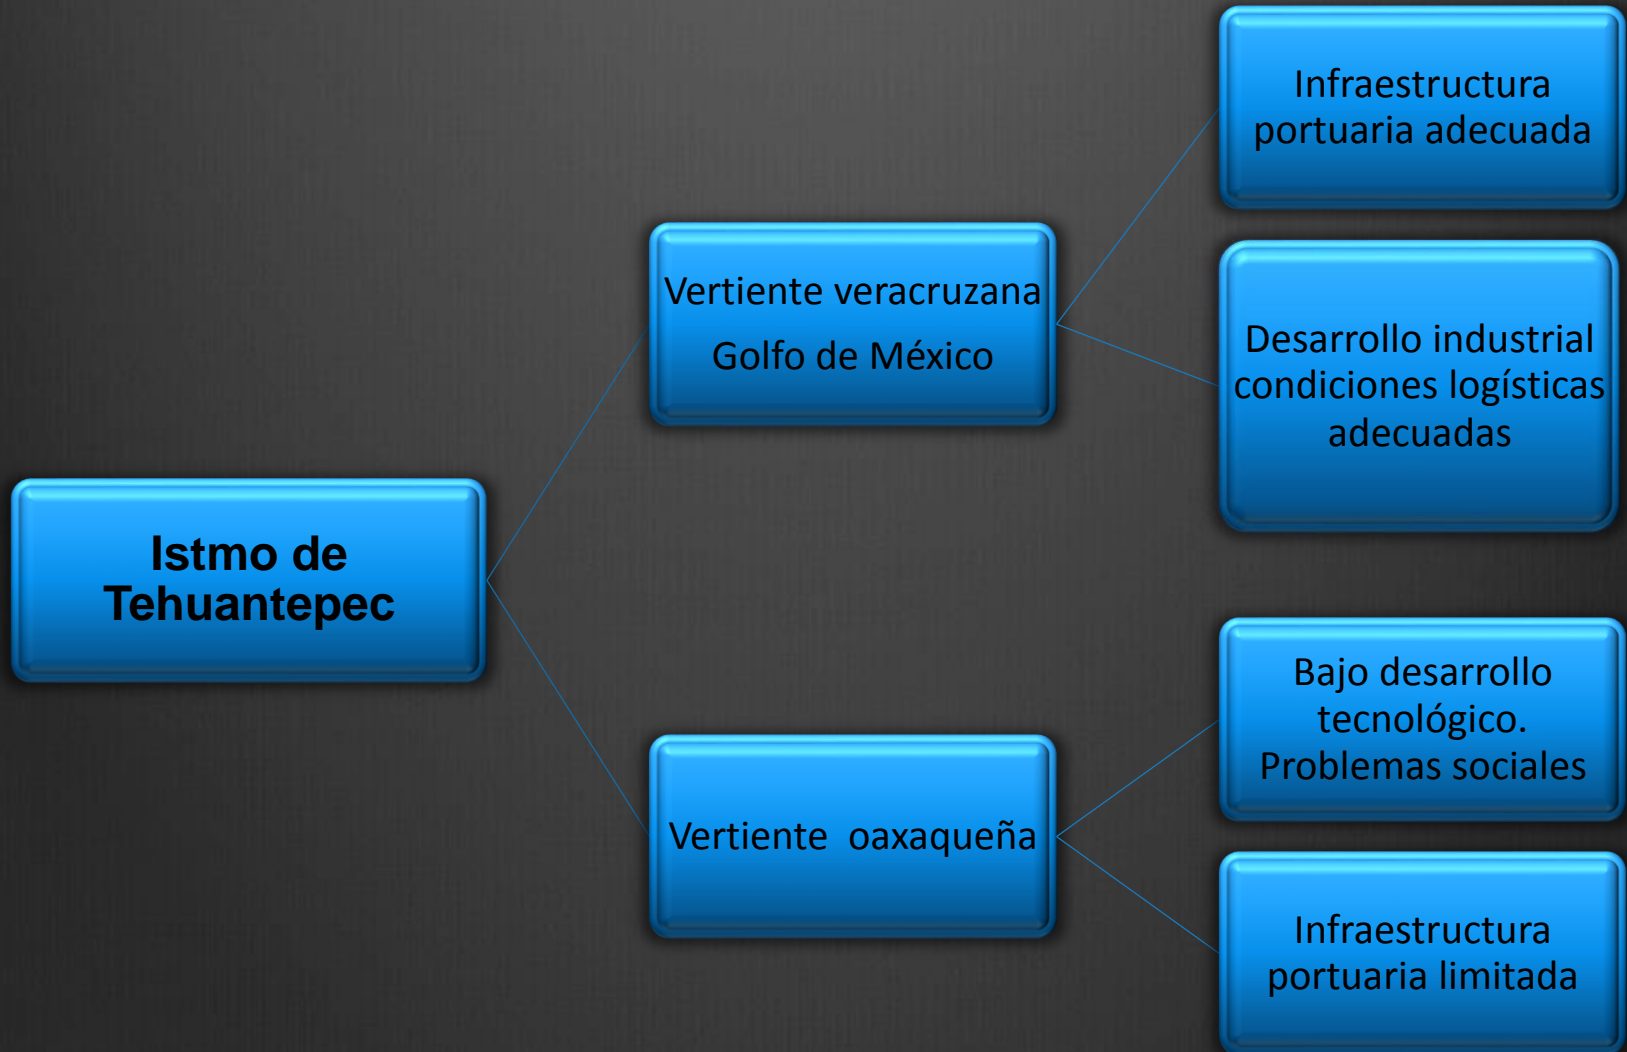 Istmo de
Tehuantepec
Vertiente veracruzana
Golfo de México
Infraestructura
portuaria adecuada
Desarrollo industrial
condiciones logísticas
adecuadas
Vertiente  oaxaqueña
Bajo desarrollo
tecnológico.
Problemas sociales
Infraestructura
portuaria limitada